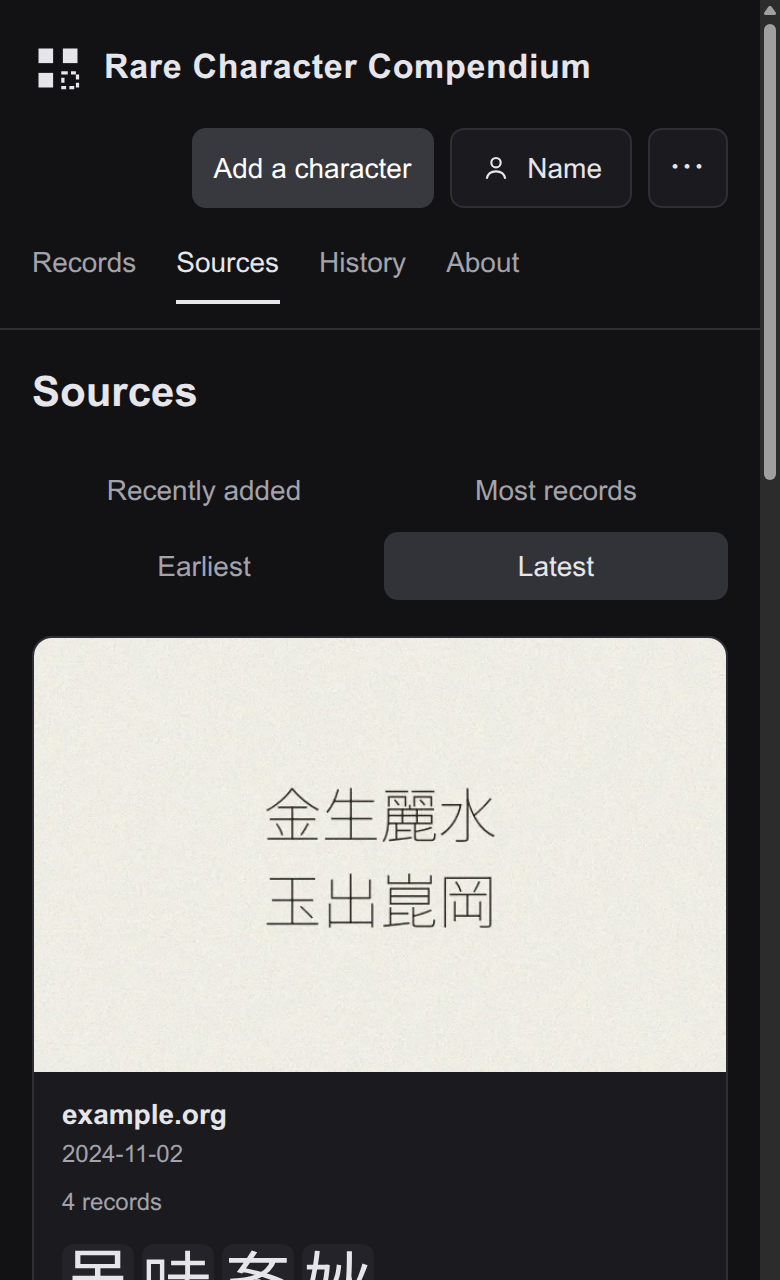 Rare Character Compendium
Add a character
Name
Records
Sources
History
About
Sources
Recently added
Most records
Earliest
Latest
金生麗水
玉出崑岡
example.org
2024-11-02
4 records